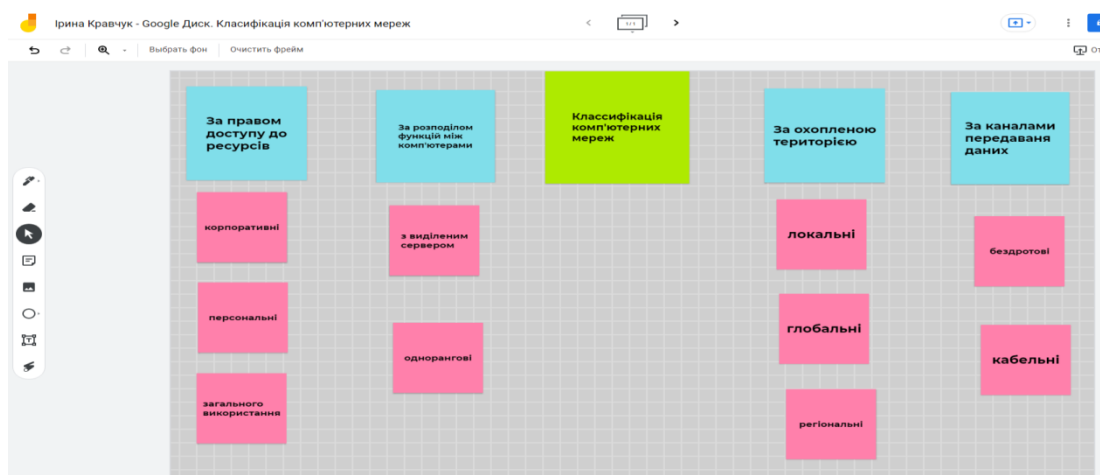 Ірина Кравчук - Google Диск. Класифікація комп'ютерних мереж
1/1
Выбрать фон
Очистить фрейм
За правом
доступу до
ресурсів
За розподілом
функцій між
комп'ютерами
Классифікація
комп'ютерних
мереж
За охопленою
територією
За каналами
передаваня
даних
корпоративні
персональні
загального
використання
з виділеним
сервером
однорангові
локальні
глобальні
регіональні
бездротові
кабельні